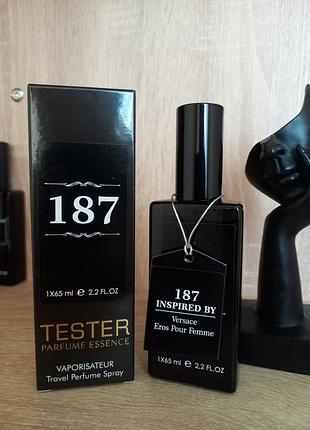 187
1X65 ml e 2.2 FL.OZ
TESTER
PARFUME ESSENCE
VAPORISATEUR
Travel Perfume Spray
187
INSPIRED BY
Versace
Eros Pour Femme
1X65 ml e 2.2 FL.OZ